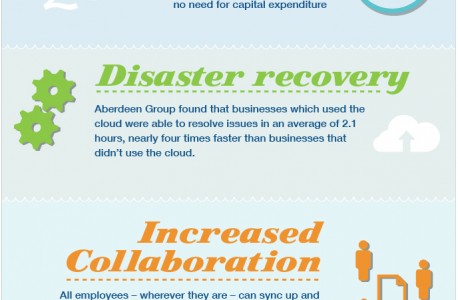 no need for capital expenditure
Disaster recovery
Aberdeen Group found that businesses which used the
cloud were able to resolve issues in an average of 2.1
hours, nearly four times faster than businesses that
didn't use the cloud.
Increased
Collaboration
All employees – wherever they are – can sync up and